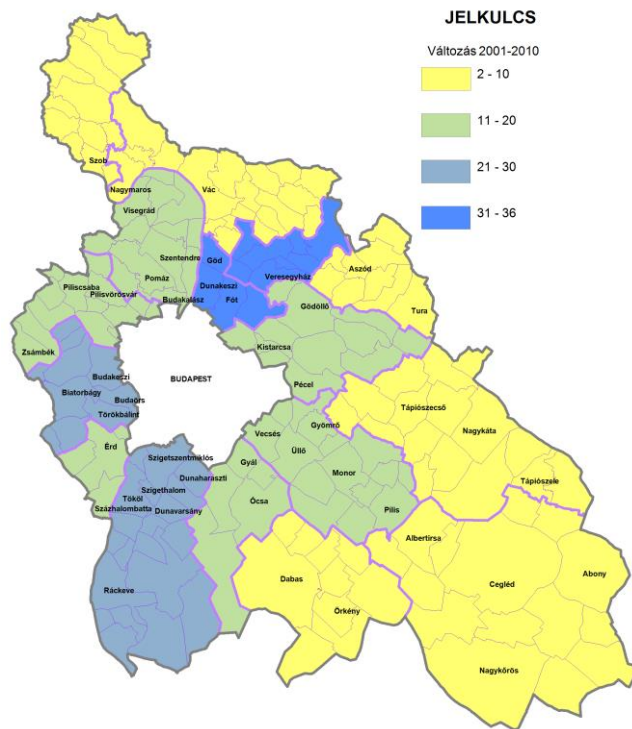 JELKULCS
Változás 2001-2010
2 - 10
11 - 20
21 - 30
31 - 36
Szob
Nagymaros
Vác
Visegrád
Szentendre
Göd
Veresegyház
Aszód
Dunakeszi
Pomáz
Piliscsaba
Pilisvörösvár
Budakalász
Fót
Gödöllő
Tura
Zsámbék
Kistarcsa
Budakeszi
BUDAPEST
Biatorbágy
Pécel
Budaörs
Törökbálint
Tápiószecső
Nagykáta
Gyömrő
Vecsés
Érd
Szigetszentmiklós
Üllő
Gyál
Dunaharaszti
Monor
Tápiószele
Szigethalom
Tököl
Ócsa
Százhalombatta
Dunavarsány
Pilis
Albertirsa
Cegléd
Abony
Dabas
Ráckeve
Örkény
Nagykőrös